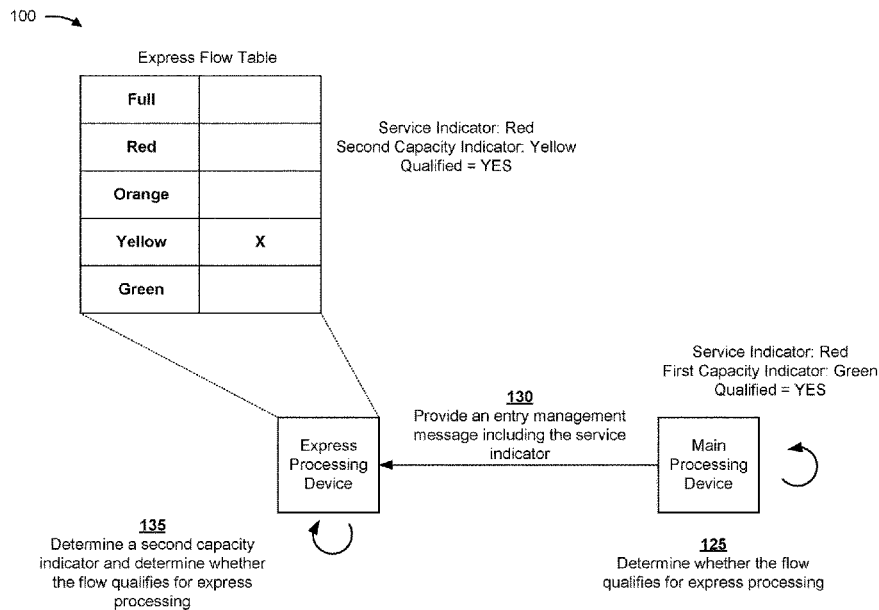 100
Express Flow Table
Full
Red
Orange
Yellow X
Green
Service Indicator: Red
Second Capacity Indicator: Yellow
Qualified = YES
Service Indicator: Red
First Capacity Indicator: Green
Qualified = YES
130
Provide an entry management
message including the service
indicator
Express
Processing
Device
Main
Processing
Device
135
Determine a second capacity
indicator and determine whether
the flow qualifies for express
processing
125
Determine whether the flow
qualifies for express processing